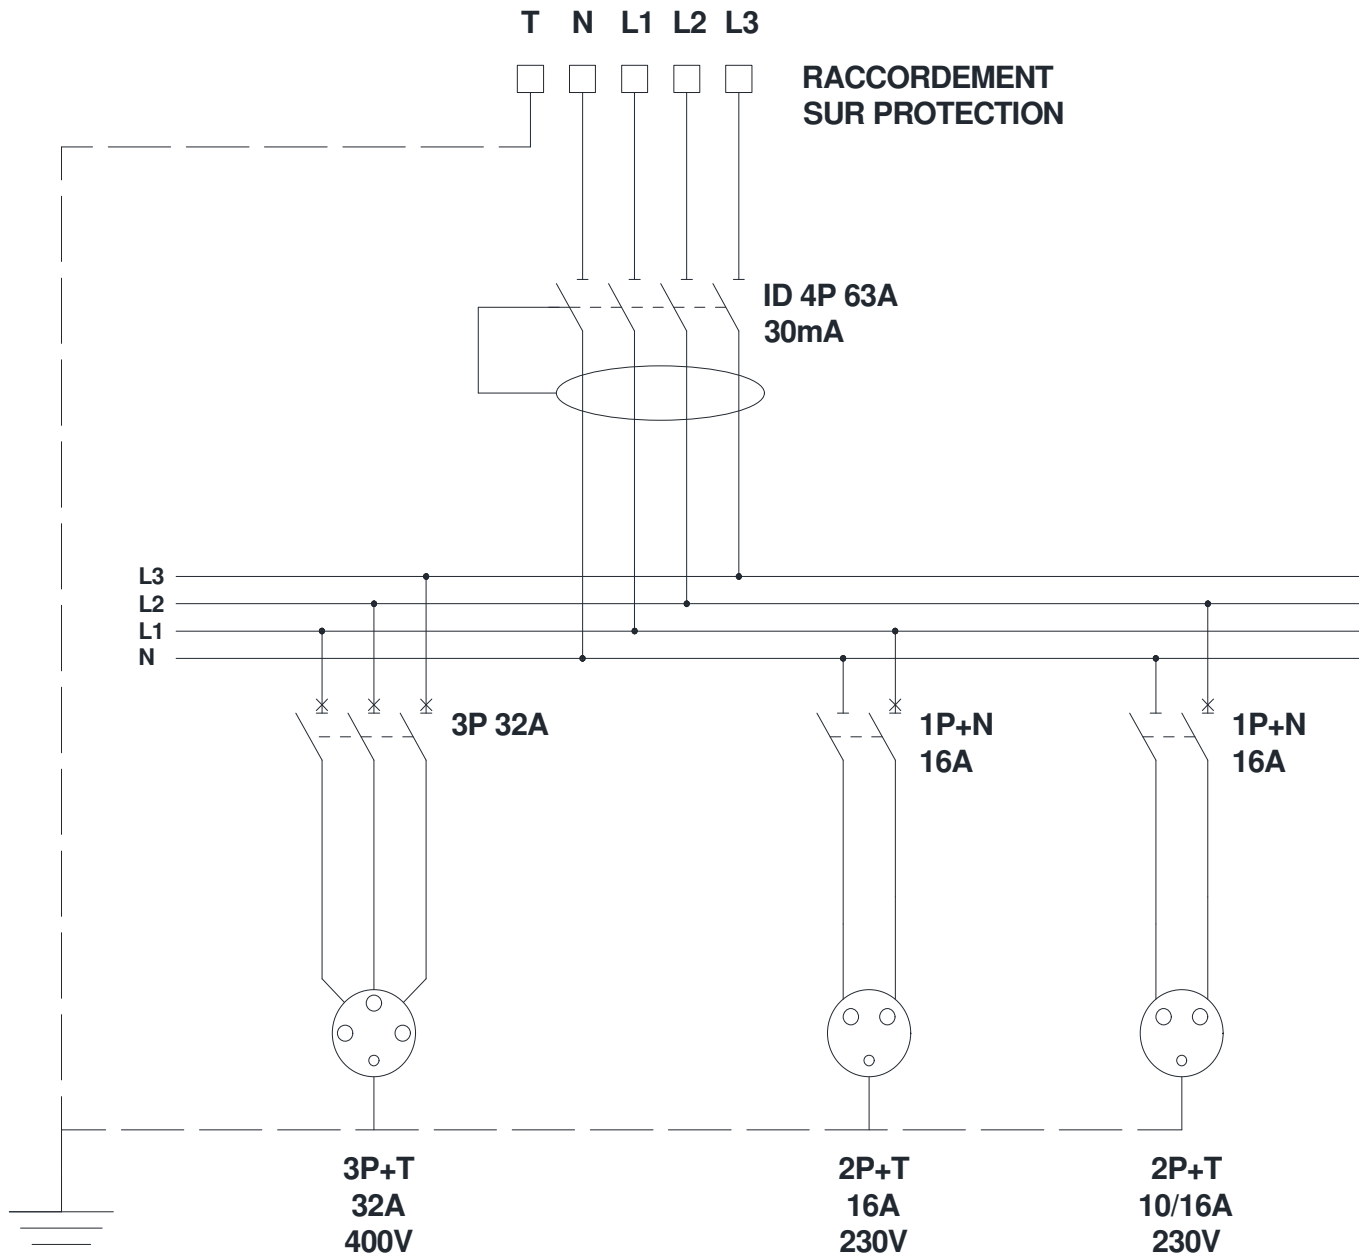 T N L1 L2 L3
RACCORDEMENT
SUR PROTECTION
ID 4P 63A
30mA
L3
L2
L1
N
3P 32A
1P+N
16A
1P+N
16A
3P+T
32A
400V
2P+T
16A
230V
2P+T
10/16A
230V